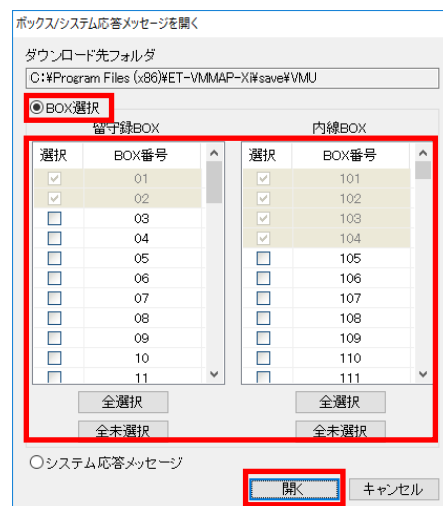 ボックス/システム応答メッセージを開く
ダウンロード先フォルダ
C:¥Program Files (x86)¥ET-VMMAP-Xi¥save¥VMU
BOX選択
留守録BOX 内線BOX
選択 BOX番号 選択 BOX番号
01 101
02 102
03 103
04 104
05 105
06 106
07 107
08 108
09 109
10 110
11 111
全選択 全選択
全未選択 全未選択
システム応答メッセージ
開く キャンセル